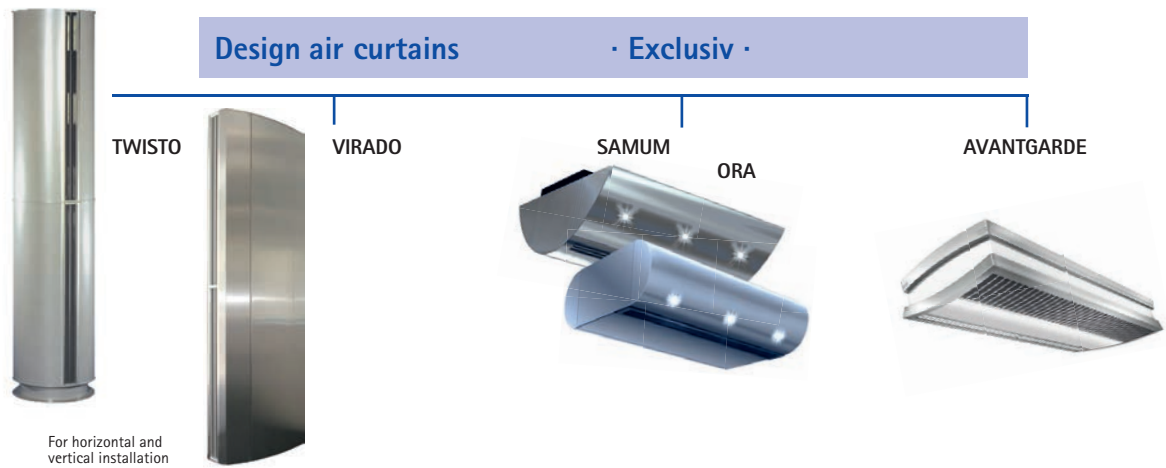 Design air curtains · Exclusiv ·
TWISTO
VIRADO
SAMUM
ORA
AVANTGARDE
For horizontal and
vertical installation